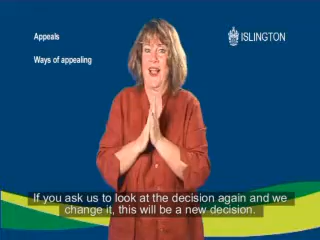 Appeals
ISLINGTON
Ways of appealing
If you ask us to look at the decision again and we
change it, this will be a new decision.